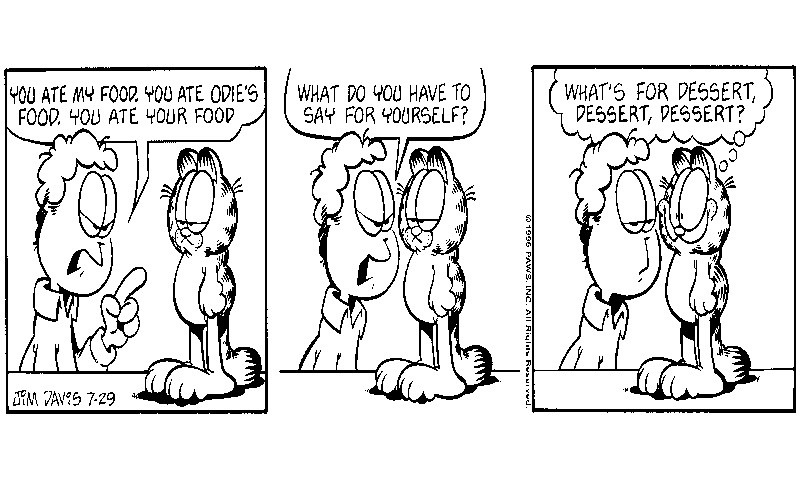 YOU ATE MY FOOD. YOU ATE ODIE'S
FOOD. YOU ATE YOUR FOOD
JIM DAVIS 7-29
WHAT DO YOU HAVE TO
SAY FOR YOURSELF?
© 1996 PAWS, INC. All Rights Reserved.
WHAT'S FOR DESSERT,
DESSERT, DESSERT?